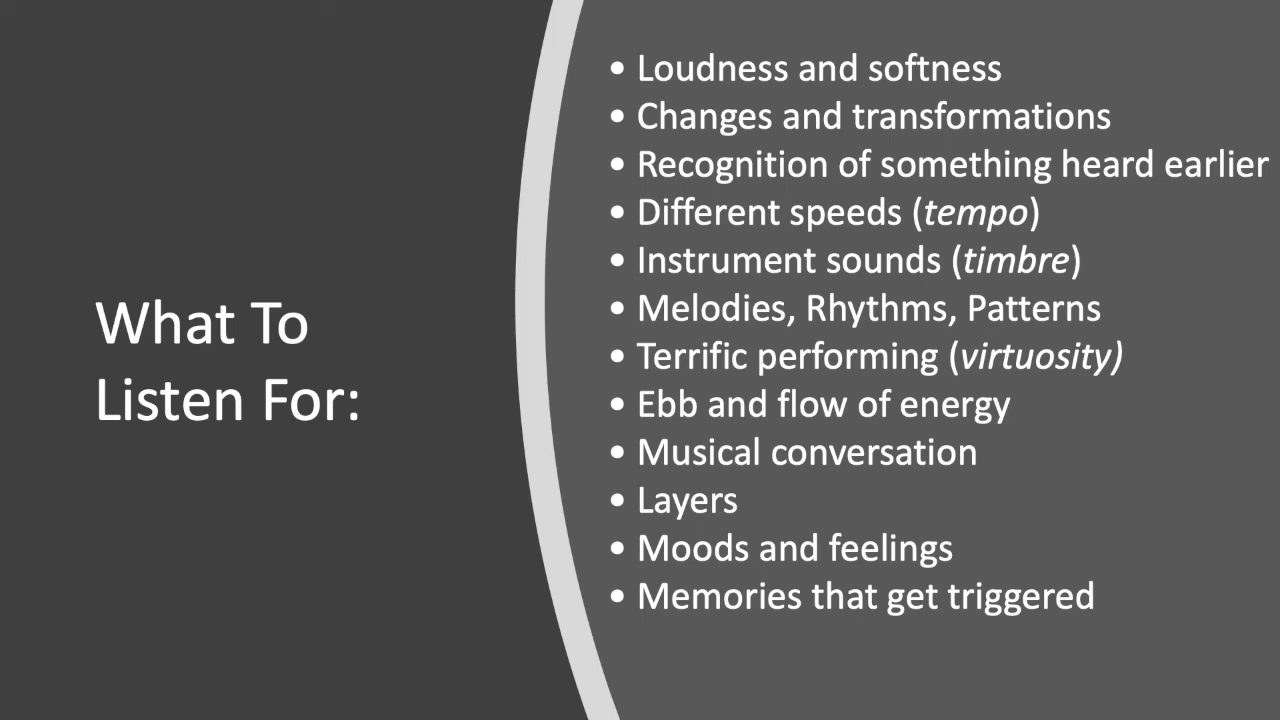 What To
Listen For:
• Loudness and softness
• Changes and transformations
• Recognition of something heard earlier
• Different speeds (tempo)
• Instrument sounds (timbre)
• Melodies, Rhythms, Patterns
• Terrific performing (virtuosity)
• Ebb and flow of energy
• Musical conversation
• Layers
• Moods and feelings
• Memories that get triggered